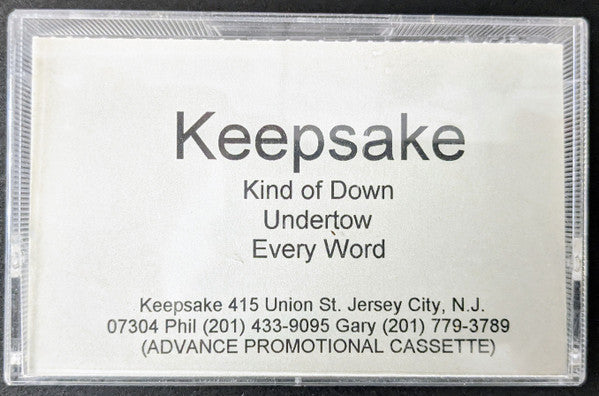 Keepsake
Kind of Down
Undertow
Every Word
Keepsake 415 Union St. Jersey City, N.J.
07304 Phil (201) 433-9095 Gary (201) 779-3789
(ADVANCE PROMOTIONAL CASSETTE)